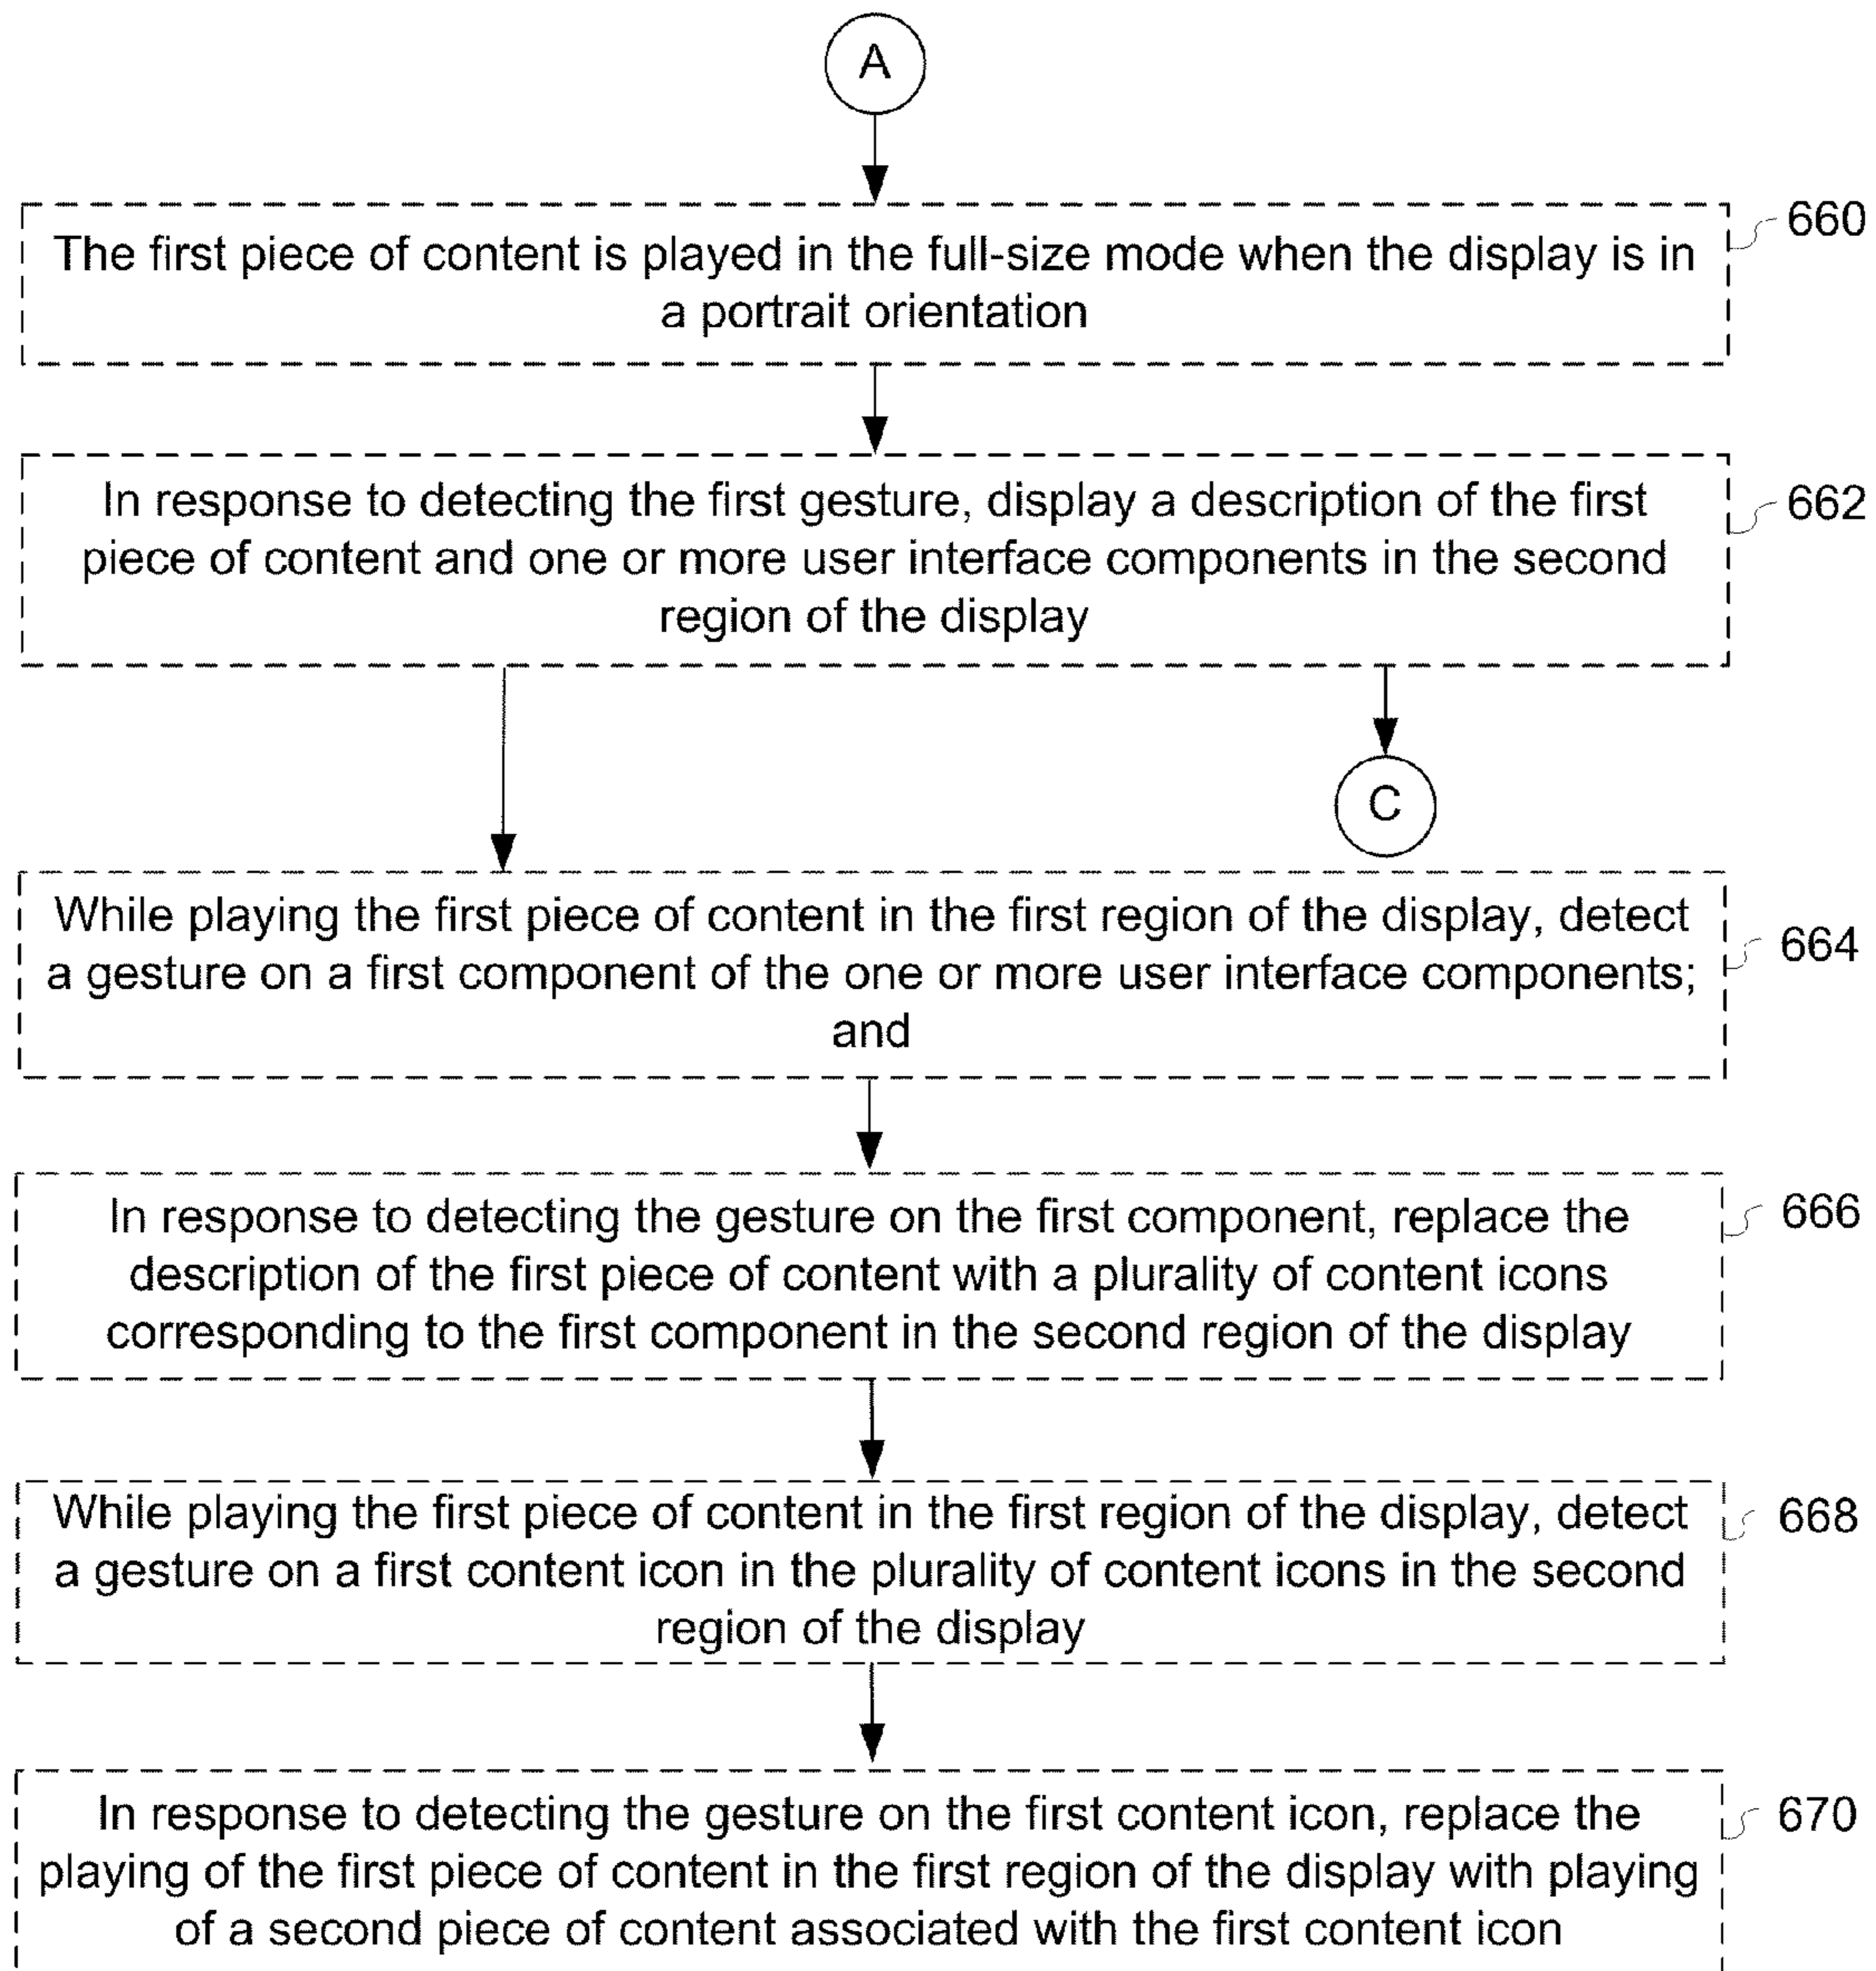 A
The first piece of content is played in the full-size mode when the display is in
a portrait orientation
660
In response to detecting the first gesture, display a description of the first
piece of content and one or more user interface components in the second
region of the display
662
C
While playing the first piece of content in the first region of the display, detect
a gesture on a first component of the one or more user interface components;
and
664
In response to detecting the gesture on the first component, replace the
description of the first piece of content with a plurality of content icons
corresponding to the first component in the second region of the display
666
While playing the first piece of content in the first region of the display, detect
a gesture on a first content icon in the plurality of content icons in the second
region of the display
668
In response to detecting the gesture on the first content icon, replace the
playing of the first piece of content in the first region of the display with playing
of a second piece of content associated with the first content icon
670